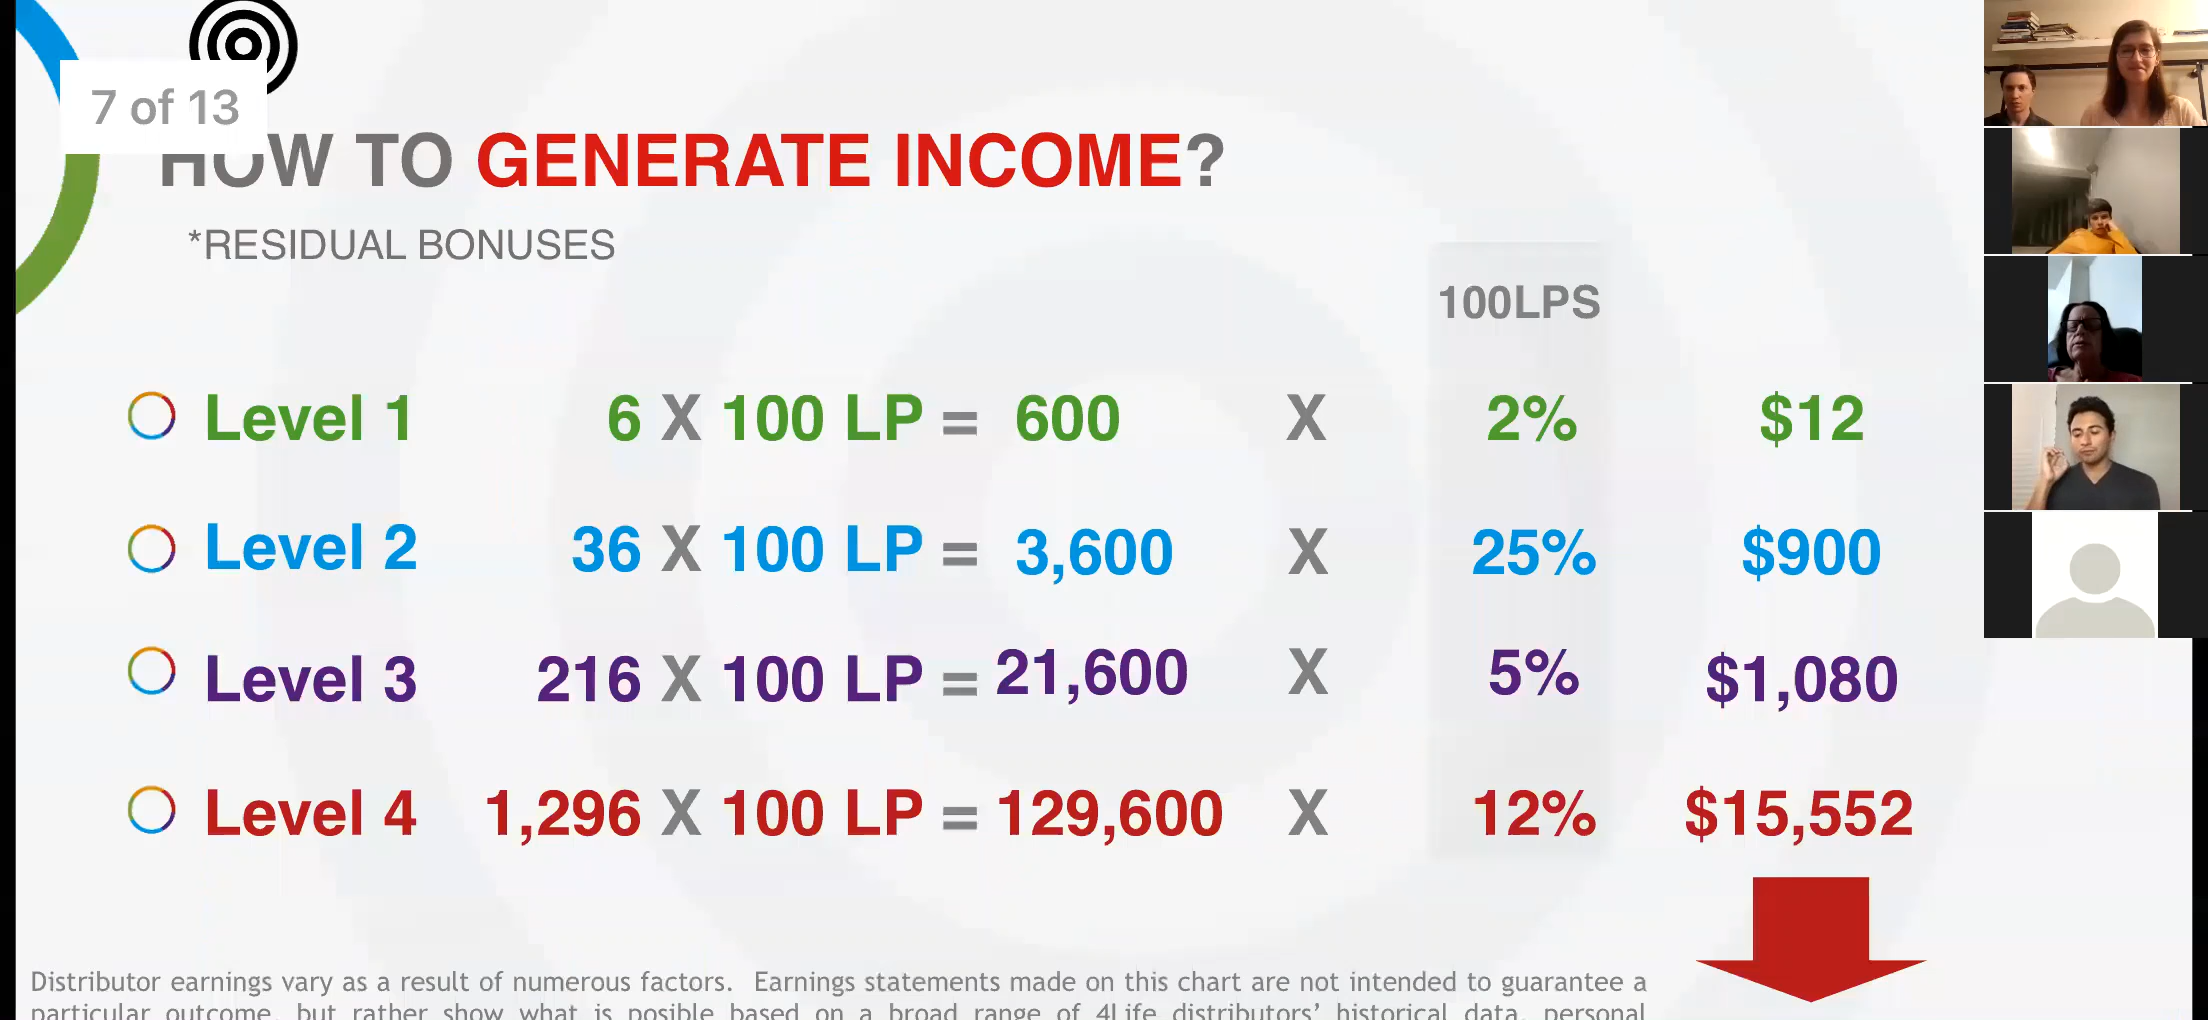 7 of 13
HOW TO GENERATE INCOME?
*RESIDUAL BONUSES
100LPS
Level 1 6 X 100 LP = 600 X 2% $12
Level 2 36 X 100 LP = 3,600 X 25% $900
Level 3 216 X 100 LP = 21,600 X 5% $1,080
Level 4 1,296 X 100 LP = 129,600 X 12% $15,552
Distributor earnings vary as a result of numerous factors. Earnings statements made on this chart are not intended to guarantee a
particular outcome, but rather show what is posible based on a broad range of 4Life distributors’ historical data, personal